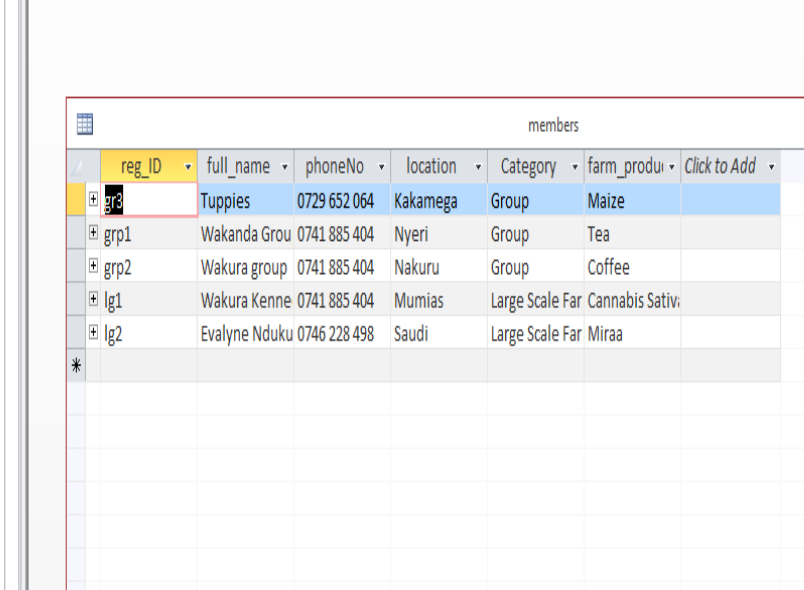 members
reg_ID full_name phoneNo location Category farm_produ Click to Add
gr3 Tuppies 0729 652 064 Kakamega Group Maize
grp1 Wakanda Grou 0741 885 404 Nyeri Group Tea
grp2 Wakura group 0741 885 404 Nakuru Group Coffee
lg1 Wakura Kenne 0741 885 404 Mumias Large Scale Far Cannabis Sativ
lg2 Evalyne Nduku 0746 228 498 Saudi Large Scale Far Miraa